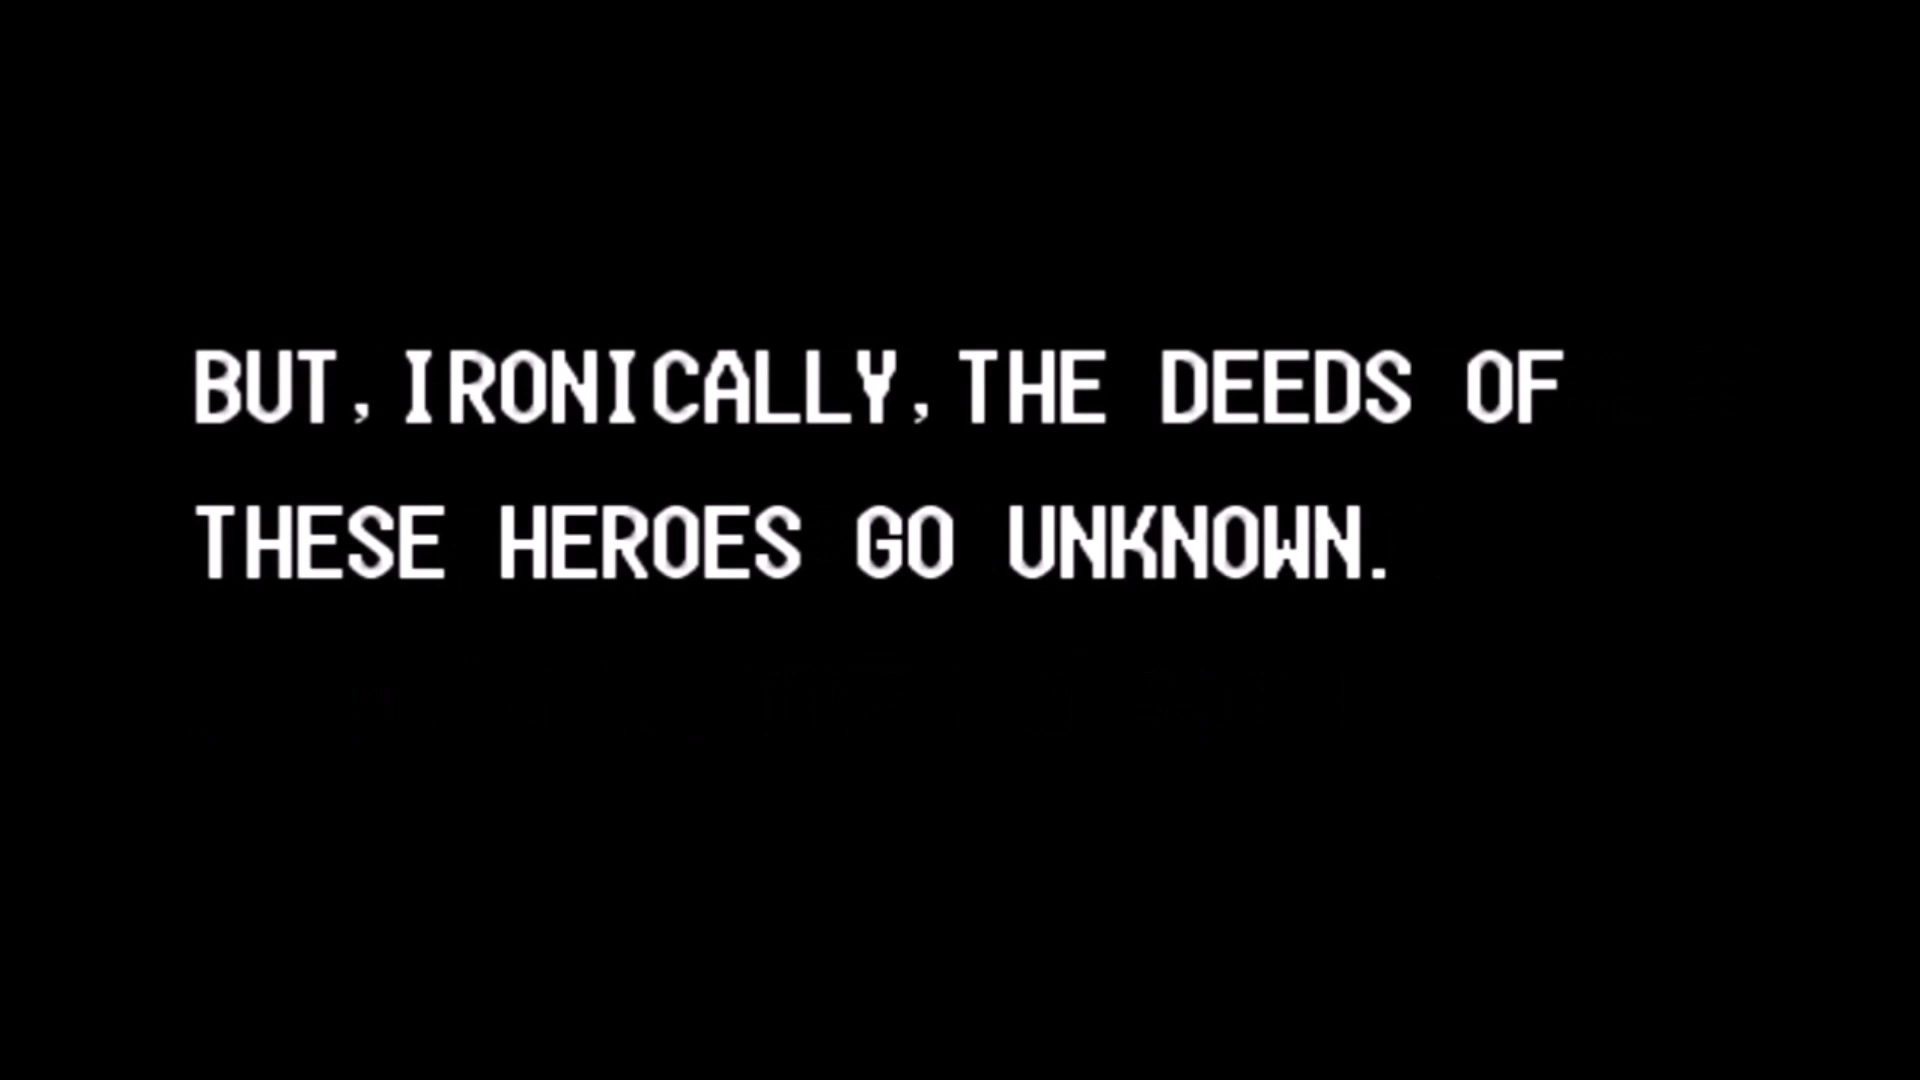 BUT, IRONICALLY, THE DEEDS OF
THESE HEROES GO UNKNOWN.